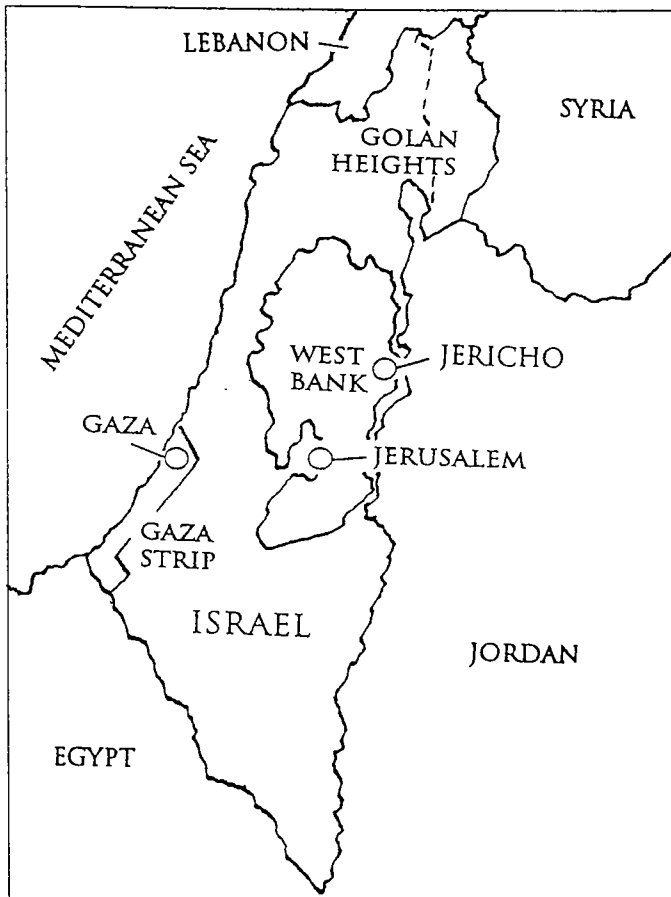 LEBANON
SYRIA
GOLAN
HEIGHTS
MEDITERRANEAN SEA
WEST
BANK
JERICHO
GAZA
JERUSALEM
GAZA
STRIP
ISRAEL
JORDAN
EGYPT